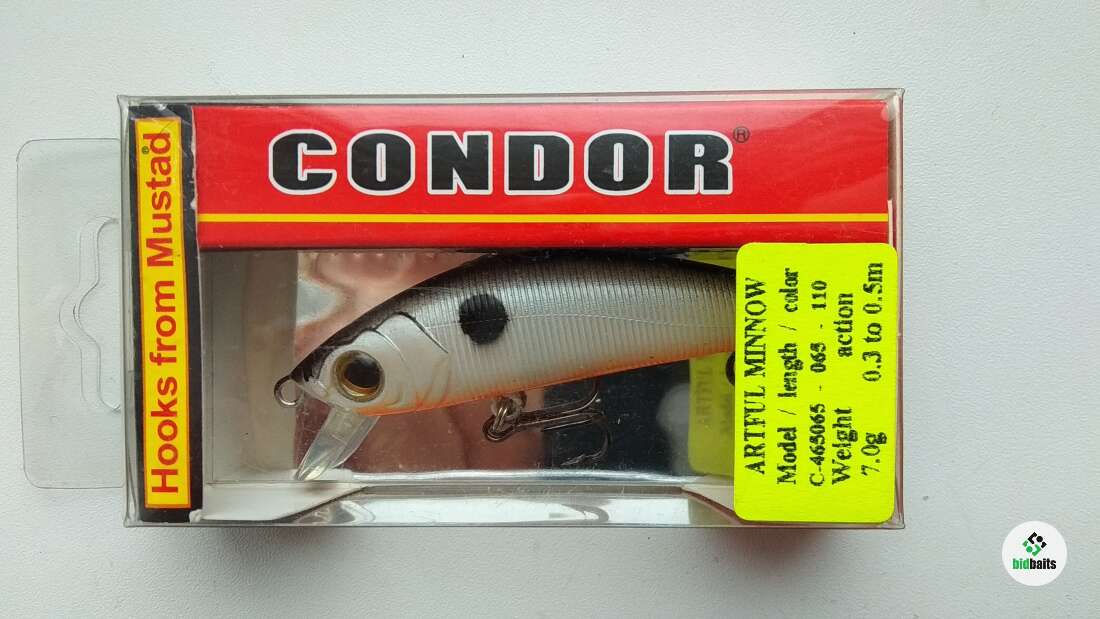 CONDOR®
Hooks from Mustad®
ARTFUL MINNOW
Model / length / color
C-465065 - 065 - 110
Weight action
7.0g 0.3 to 0.5m
bidbaits